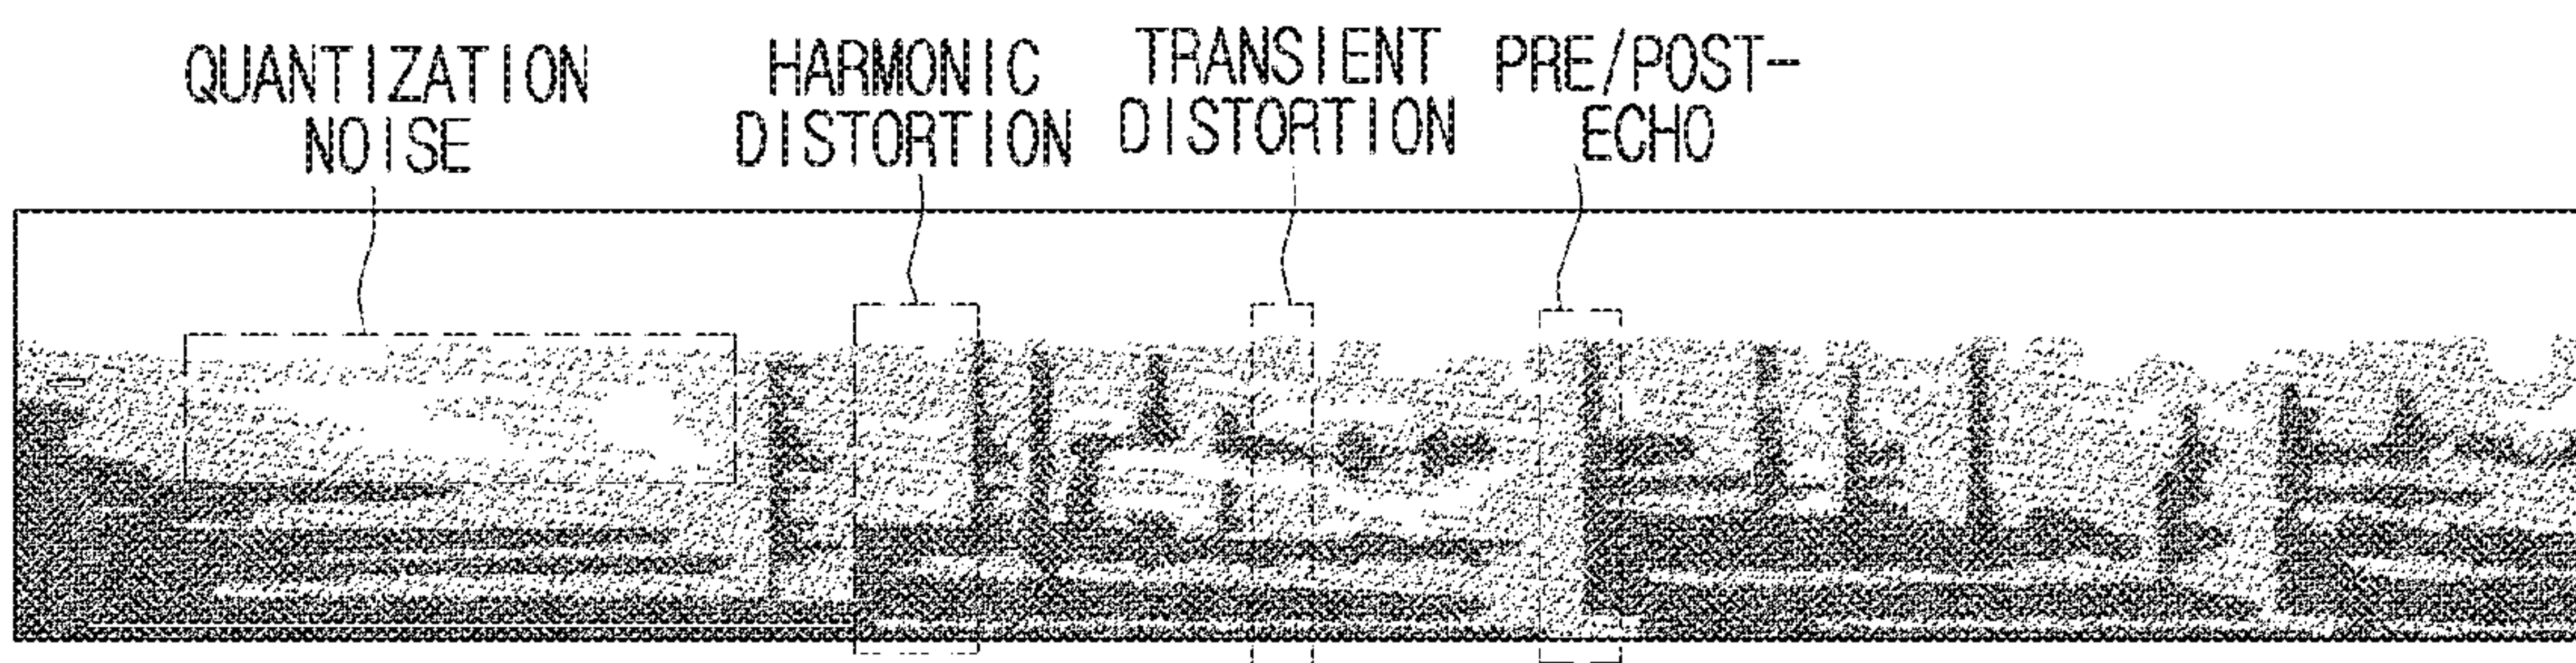 QUANTIZATION
NOISE
HARMONIC
DISTORTION
TRANSIENT
DISTORTION
PRE/POST-
ECHO